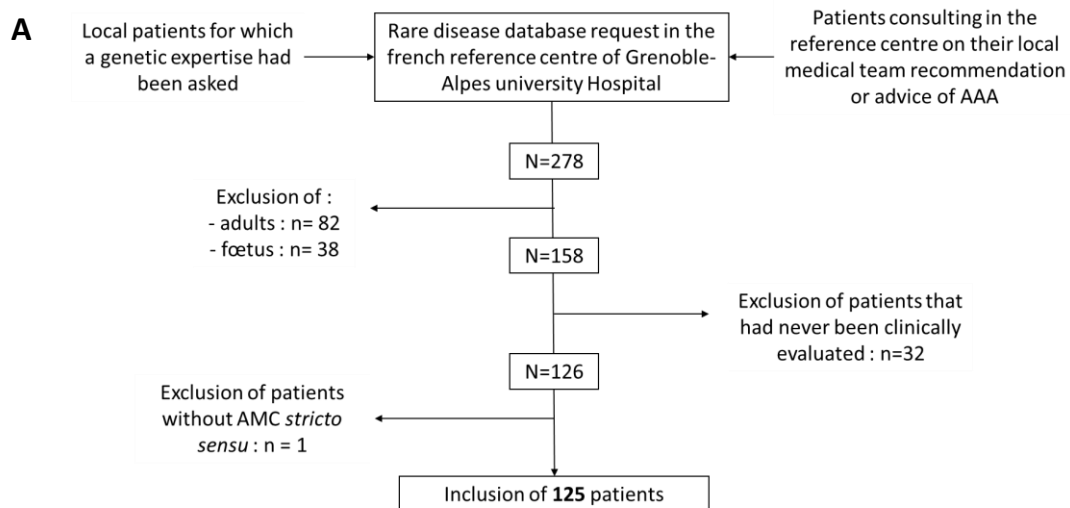 A
Local patients for which
a genetic expertise had
been asked
Rare disease database request in the
french reference centre of Grenoble-
Alpes university Hospital
Patients consulting in the
reference centre on their local
medical team recommendation
or advice of AAA
N=278
Exclusion of :
- adults : n= 82
- fœtus : n= 38
N=158
Exclusion of patients that
had never been clinically
evaluated : n=32
N=126
Exclusion of patients
without AMC stricto
sensu : n = 1
Inclusion of 125 patients